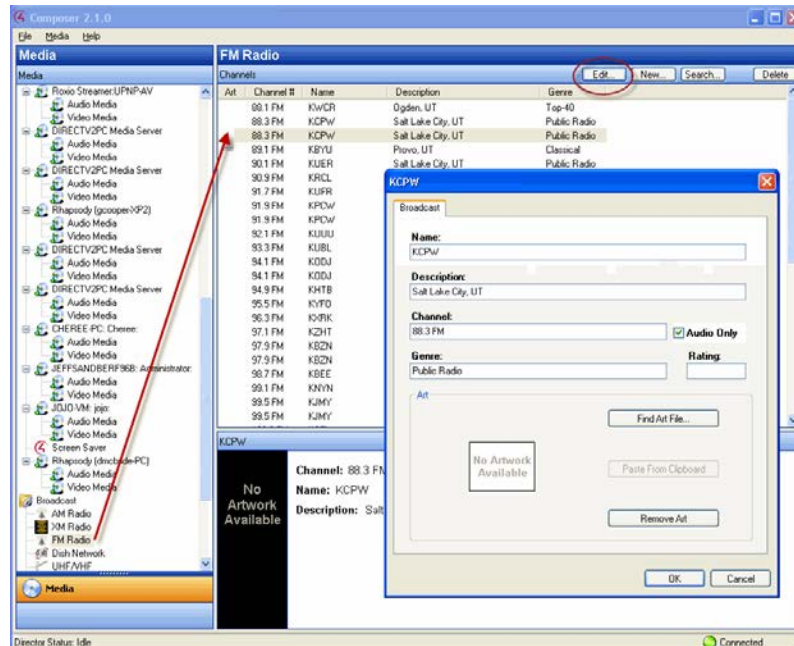 Composer 2.1.0
File Media Help
Media
Media
Roxio Streamer:UPNP-AV
Audio Media
Video Media
DIRECTV2PC Media Server
Audio Media
Video Media
DIRECTV2PC Media Server
Audio Media
Video Media
Rhapsody (gcooper-XP2)
Audio Media
Video Media
DIRECTV2PC Media Server
Audio Media
Video Media
DIRECTV2PC Media Server
Audio Media
Video Media
CHEREE-PC: Cheree:
Audio Media
Video Media
JEFFSANDBERF968: Administrator:
Audio Media
Video Media
JOJO-VM: jojo:
Audio Media
Video Media
Screen Saver
Rhapsody (dmcbride-PC)
Audio Media
Video Media
Broadcast
AM Radio
XM Radio
FM Radio
Dish Network
UHF/VHF
Media
Director Status: Idle
FM Radio
Channels Edit... New... Search... Delete
Art Channel # Name Description Genre
88.1 FM KWCR Ogden, UT Top-40
88.3 FM KCPW Salt Lake City, UT Public Radio
88.3 FM KCPW Salt Lake City, UT Public Radio
89.1 FM KBYU Provo, UT Classical
90.1 FM KUER Salt Lake City, UT Public Radio
90.9 FM KRCL
91.7 FM KUFR
91.9 FM KPCW
91.9 FM KPCW
92.1 FM KUUU
93.3 FM KUBL
94.1 FM KODJ
94.1 FM KODJ
94.9 FM KHTB
95.5 FM KYFO
96.3 FM KXRK
97.1 FM KZHT
97.9 FM KBZN
97.9 FM KBZN
98.7 FM KBEE
99.1 FM KNYN
99.5 FM KJMY
99.5 FM KJMY
KCPW
No Artwork Available
Channel: 88.3 FM
Name: KCPW
Description: Salt
KCPW
Broadcast
Name:
KCPW
Description:
Salt Lake City, UT
Channel:
88.3 FM
Audio Only
Genre: Rating:
Public Radio
Art
No Artwork
Available
Find Art File...
Paste From Clipboard
Remove Art
OK Cancel
Connected